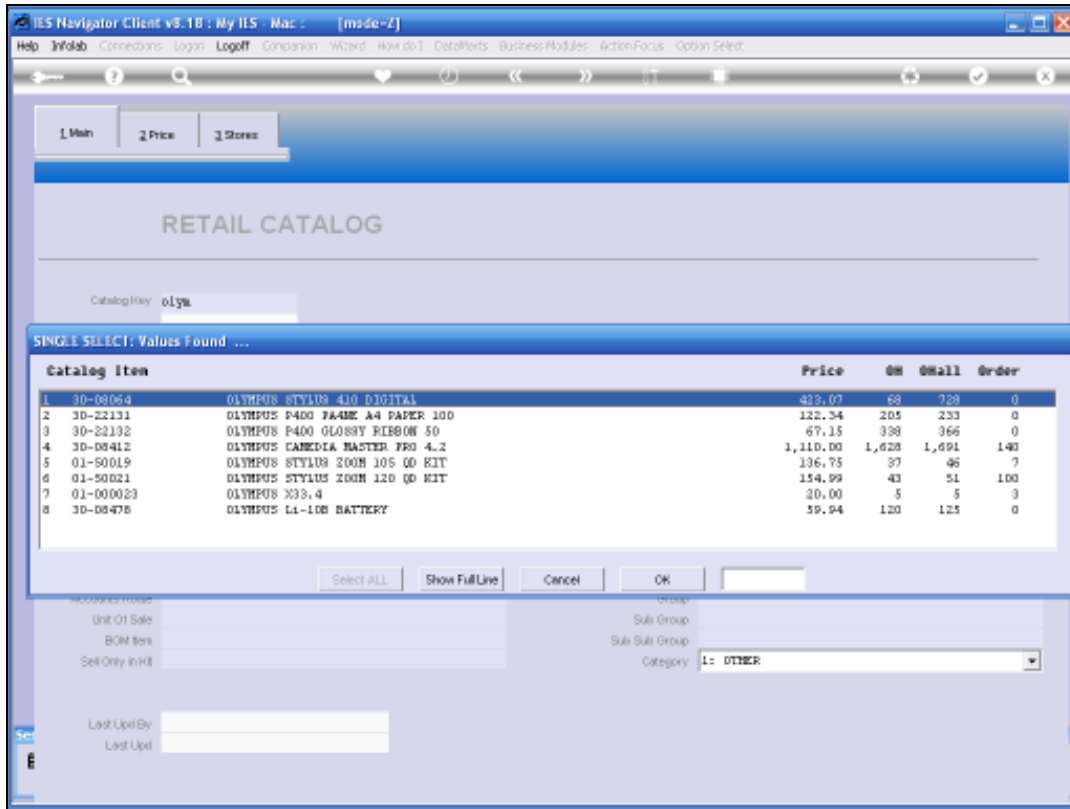 IES Navigator Client v8.18 : My IES - Mac : [mode=Z]
Help Infolab Connections Logon Logoff Companion Wizard How do I DataAlerts Business Modules Action Focus Option Select
1 Main 2 Price 3 Stores
RETAIL CATALOG
Catalog Key olym
SINGLE SELECT: Values Found ...
Catalog Item Price OH OHall Order
1 30-08064 OLYMPUS STYLUS 410 DIGITAL 423.07 68 728 0
2 30-22131 OLYMPUS P400 PA4NE A4 PAPER 100 122.34 205 233 0
3 30-22132 OLYMPUS P400 GLOSSY RIBBON 50 67.15 338 366 0
4 30-08412 OLYMPUS CAMEDIA MASTER PRO 4.2 1,110.00 1,628 1,691 140
5 01-50019 OLYMPUS STYLUS ZOOM 105 QD KIT 136.75 37 46 7
6 01-50021 OLYMPUS STYLUS ZOOM 120 QD KIT 154.99 43 51 100
7 01-000023 OLYMPUS X33.4 20.00 5 5 3
8 30-08478 OLYMPUS Li-10B BATTERY 59.94 120 125 0
Select ALL Show Full Line Cancel OK
Group
Unit Of Sale Sub Group
BOM Item Sub Sub Group
Sell Only in Kit Category 1: OTHER
Last Upd By
Last Upd